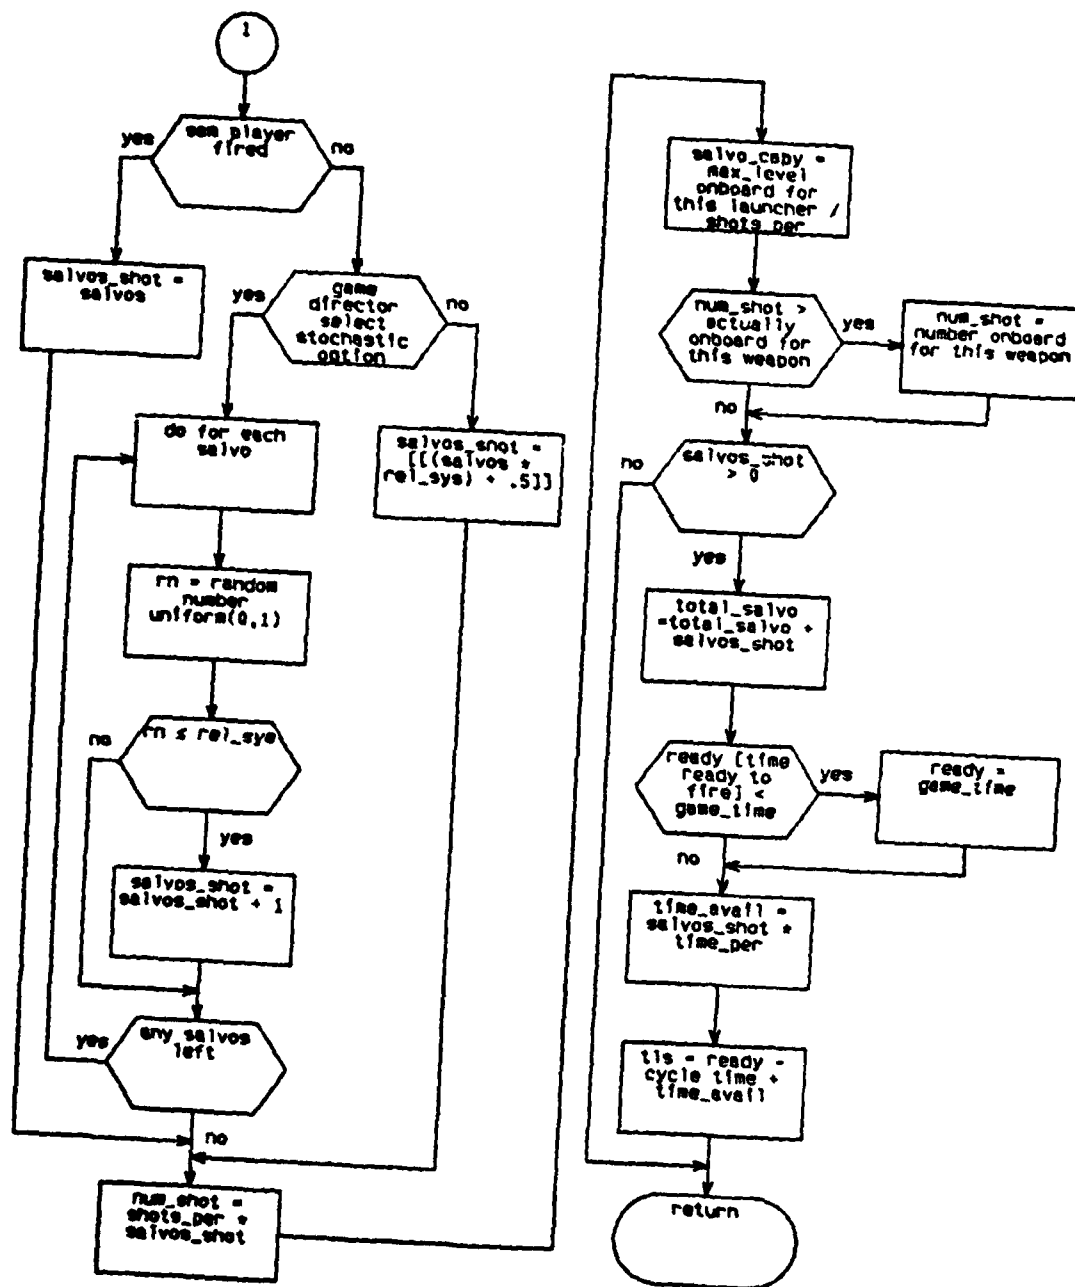 1
sam player
fired
yes
no
salvos_shot =
salvos
game
director
select
stochastic
option
yes
no
do for each
salvo
salvos_shot =
[[((salvos *
rel_sys) + .5]]
rn = random
number
uniform(0,1)
rn ≤ rel_sys
no
yes
salvos_shot =
salvos_shot + 1
any salvos
left
yes
no
num_shot =
shots_per *
salvos_shot
salvo_capy =
max_level
onboard for
this launcher /
shots_per
num_shot >
actually
onboard for
this weapon
yes
num_shot =
number onboard
for this weapon
no
salvos_shot
> 0
no
yes
total_salvo
=total_salvo +
salvos_shot
ready [time
ready to
fire] <
game_time
yes
ready =
game_time
no
time_avail =
salvos_shot *
time_per
tls = ready -
cycle time +
time_avail
return